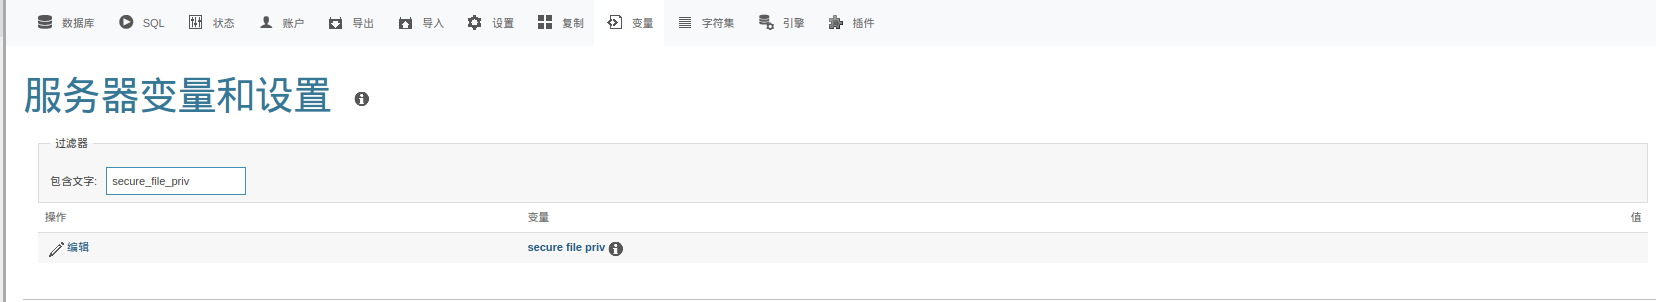 数据库 SQL 状态 账户 导出 导入 设置 复制 变量 字符集 引擎 插件
服务器变量和设置
过滤器
包含文字: secure_file_priv
操作 变量 值
编辑 secure file priv